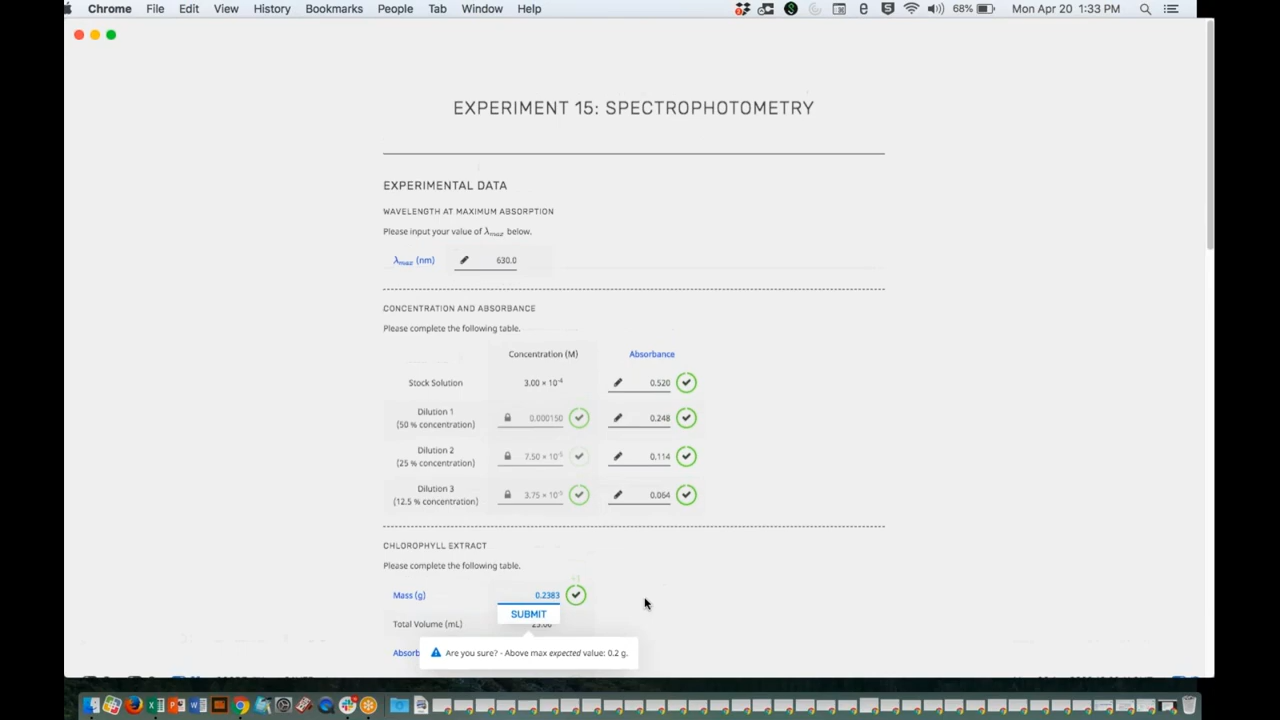 Chrome File Edit View History Bookmarks People Tab Window Help 68% Mon Apr 20 1:33 PM
EXPERIMENT 15: SPECTROPHOTOMETRY
EXPERIMENTAL DATA
WAVELENGTH AT MAXIMUM ABSORPTION
Please input your value of λmax below.
λmax (nm) 630.0
CONCENTRATION AND ABSORBANCE
Please complete the following table.
Concentration (M) Absorbance
Stock Solution 3.00 × 10⁻⁴ 0.520
Dilution 1
(50 % concentration) 0.000150 0.248
Dilution 2
(25 % concentration) 7.50 × 10⁻⁵ 0.114
Dilution 3
(12.5 % concentration) 3.75 × 10⁻⁵ 0.064
CHLOROPHYLL EXTRACT
Please complete the following table.
Mass (g) 0.2383
SUBMIT
Total Volume (mL) 25.00
Absorb
Are you sure? - Above max expected value: 0.2 g.